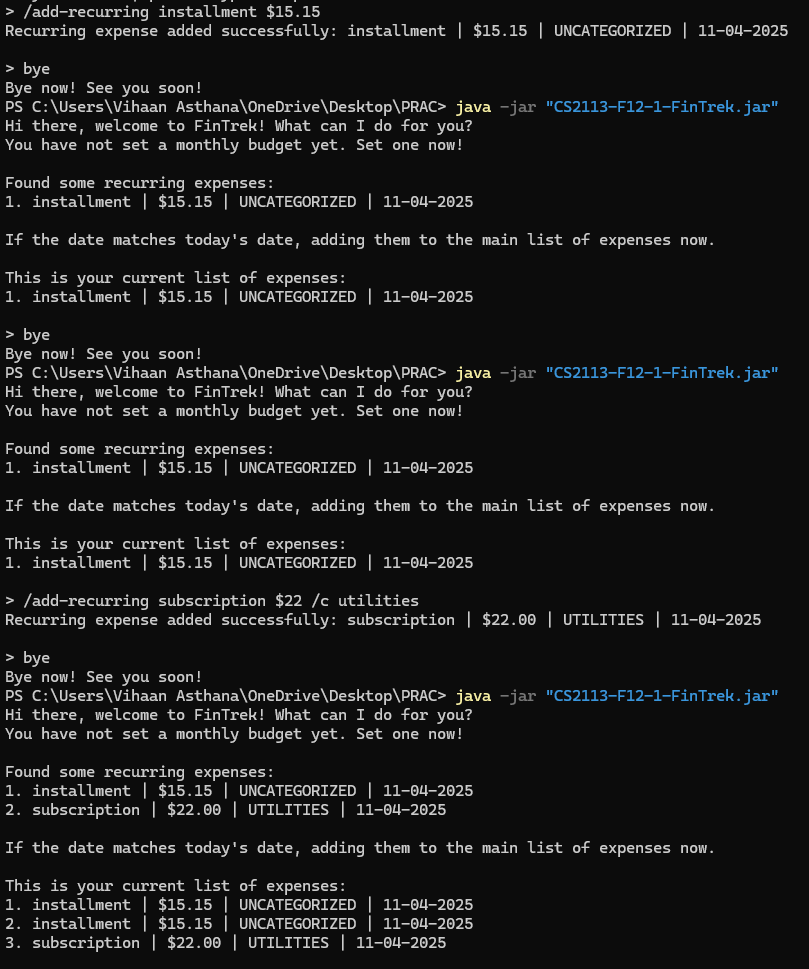 > /add-recurring installment $15.15
Recurring expense added successfully: installment | $15.15 | UNCATEGORIZED | 11-04-2025
> bye
Bye now! See you soon!
PS C:\Users\Vihaan Asthana\OneDrive\Desktop\PRAC> java -jar "CS2113-F12-1-FinTrek.jar"
Hi there, welcome to FinTrek! What can I do for you?
You have not set a monthly budget yet. Set one now!
Found some recurring expenses:
1. installment | $15.15 | UNCATEGORIZED | 11-04-2025
If the date matches today's date, adding them to the main list of expenses now.
This is your current list of expenses:
1. installment | $15.15 | UNCATEGORIZED | 11-04-2025
> bye
Bye now! See you soon!
PS C:\Users\Vihaan Asthana\OneDrive\Desktop\PRAC> java -jar "CS2113-F12-1-FinTrek.jar"
Hi there, welcome to FinTrek! What can I do for you?
You have not set a monthly budget yet. Set one now!
Found some recurring expenses:
1. installment | $15.15 | UNCATEGORIZED | 11-04-2025
If the date matches today's date, adding them to the main list of expenses now.
This is your current list of expenses:
1. installment | $15.15 | UNCATEGORIZED | 11-04-2025
> /add-recurring subscription $22 /c utilities
Recurring expense added successfully: subscription | $22.00 | UTILITIES | 11-04-2025
> bye
Bye now! See you soon!
PS C:\Users\Vihaan Asthana\OneDrive\Desktop\PRAC> java -jar "CS2113-F12-1-FinTrek.jar"
Hi there, welcome to FinTrek! What can I do for you?
You have not set a monthly budget yet. Set one now!
Found some recurring expenses:
1. installment | $15.15 | UNCATEGORIZED | 11-04-2025
2. subscription | $22.00 | UTILITIES | 11-04-2025
If the date matches today's date, adding them to the main list of expenses now.
This is your current list of expenses:
1. installment | $15.15 | UNCATEGORIZED | 11-04-2025
2. installment | $15.15 | UNCATEGORIZED | 11-04-2025
3. subscription | $22.00 | UTILITIES | 11-04-2025